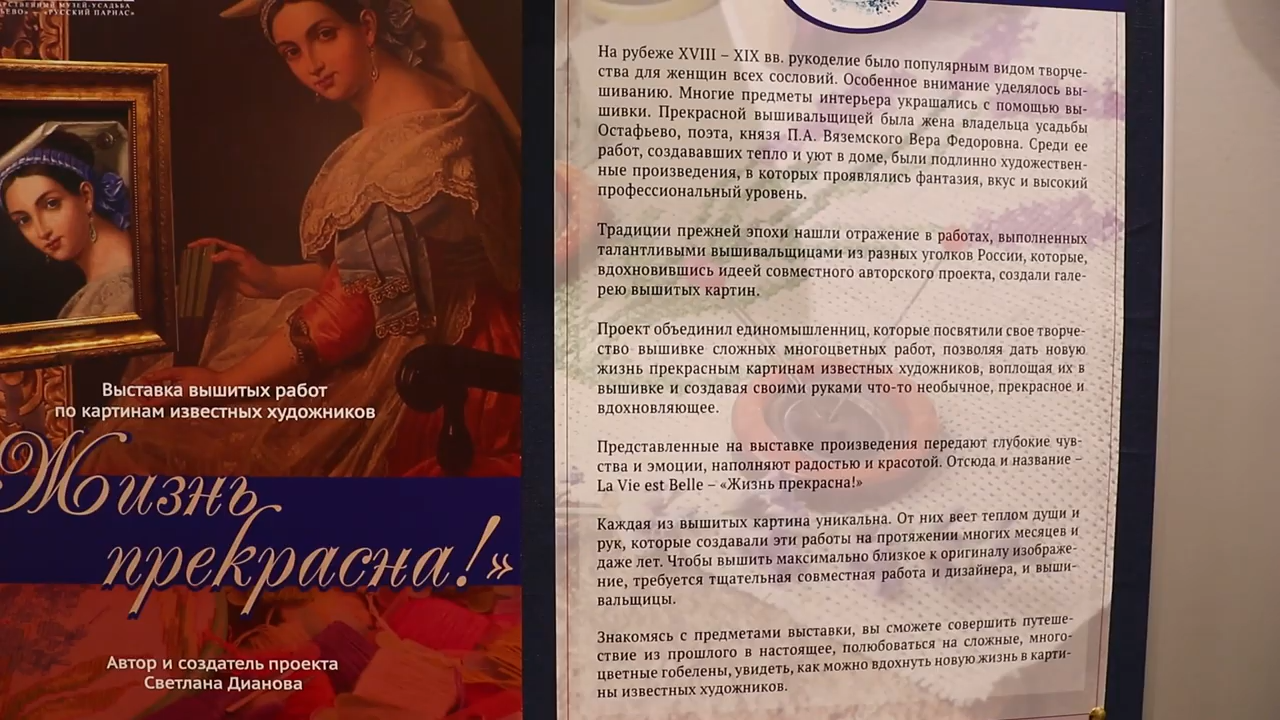 АРСТВЕННЫЙ МУЗЕЙ-УСАДЬБА
ЬЕВО» — «РУССКИЙ ПАРНАС»
Выставка вышитых работ
по картинам известных художников
Жизнь
прекрасна!»
Автор и создатель проекта
Светлана Дианова
На рубеже XVIII – XIX вв. рукоделие было популярным видом творче-
ства для женщин всех сословий. Особенное внимание уделялось вы-
шиванию. Многие предметы интерьера украшались с помощью вы-
шивки. Прекрасной вышивальщицей была жена владельца усадьбы
Остафьево, поэта, князя П.А. Вяземского Вера Федоровна. Среди ее
работ, создававших тепло и уют в доме, были подлинно художествен-
ные произведения, в которых проявлялись фантазия, вкус и высокий
профессиональный уровень.
Традиции прежней эпохи нашли отражение в работах, выполненных
талантливыми вышивальщицами из разных уголков России, которые,
вдохновившись идеей совместного авторского проекта, создали гале-
рею вышитых картин.
Проект объединил единомышленниц, которые посвятили свое творче-
ство вышивке сложных многоцветных работ, позволяя дать новую
жизнь прекрасным картинам известных художников, воплощая их в
вышивке и создавая своими руками что-то необычное, прекрасное и
вдохновляющее.
Представленные на выставке произведения передают глубокие чув-
ства и эмоции, наполняют радостью и красотой. Отсюда и название –
La Vie est Belle – «Жизнь прекрасна!»
Каждая из вышитых картина уникальна. От них веет теплом души и
рук, которые создавали эти работы на протяжении многих месяцев и
даже лет. Чтобы вышить максимально близкое к оригиналу изображе-
ние, требуется тщательная совместная работа и дизайнера, и выши-
вальщицы.
Знакомясь с предметами выставки, вы сможете совершить путеше-
ствие из прошлого в настоящее, полюбоваться на сложные, много-
цветные гобелены, увидеть, как можно вдохнуть новую жизнь в карти-
ны известных художников.